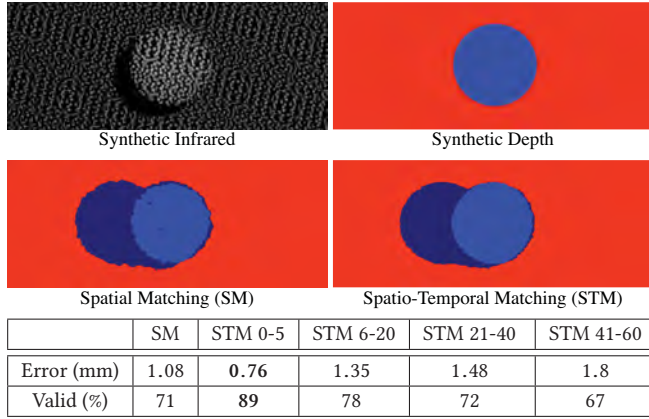 Synthetic Infrared
Synthetic Depth
Spatial Matching (SM)
Spatio-Temporal Matching (STM)
SM STM 0-5 STM 6-20 STM 21-40 STM 41-60
Error (mm) 1.08 0.76 1.35 1.48 1.8
Valid (%) 71 89 78 72 67